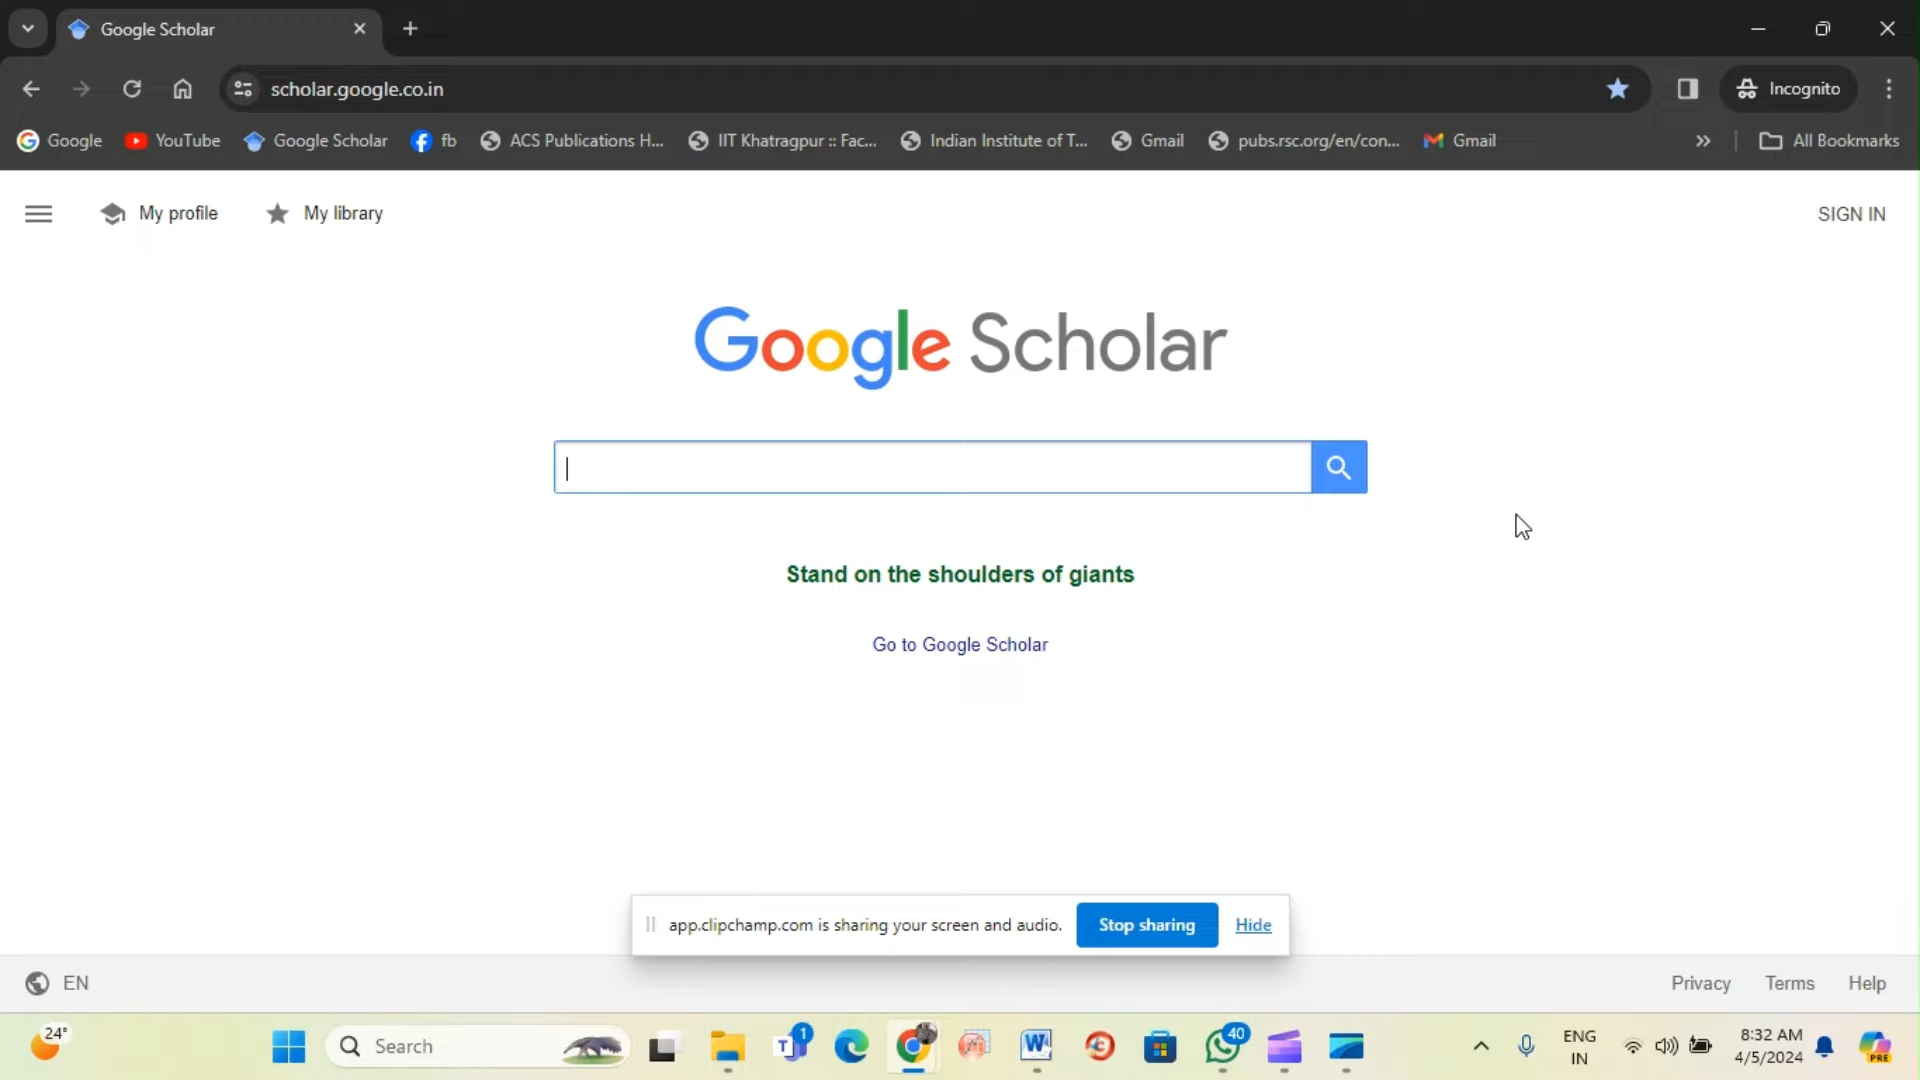 Google Scholar
scholar.google.co.in
Incognito
Google YouTube Google Scholar fb ACS Publications H... IIT Khatragpur :: Fac... Indian Institute of T... Gmail pubs.rsc.org/en/con... Gmail » All Bookmarks
My profile My library SIGN IN
Google Scholar
Stand on the shoulders of giants
Go to Google Scholar
app.clipchamp.com is sharing your screen and audio. Stop sharing Hide
EN Privacy Terms Help
24°
Search
1
40
ENG
IN
8:32 AM
4/5/2024
PRE